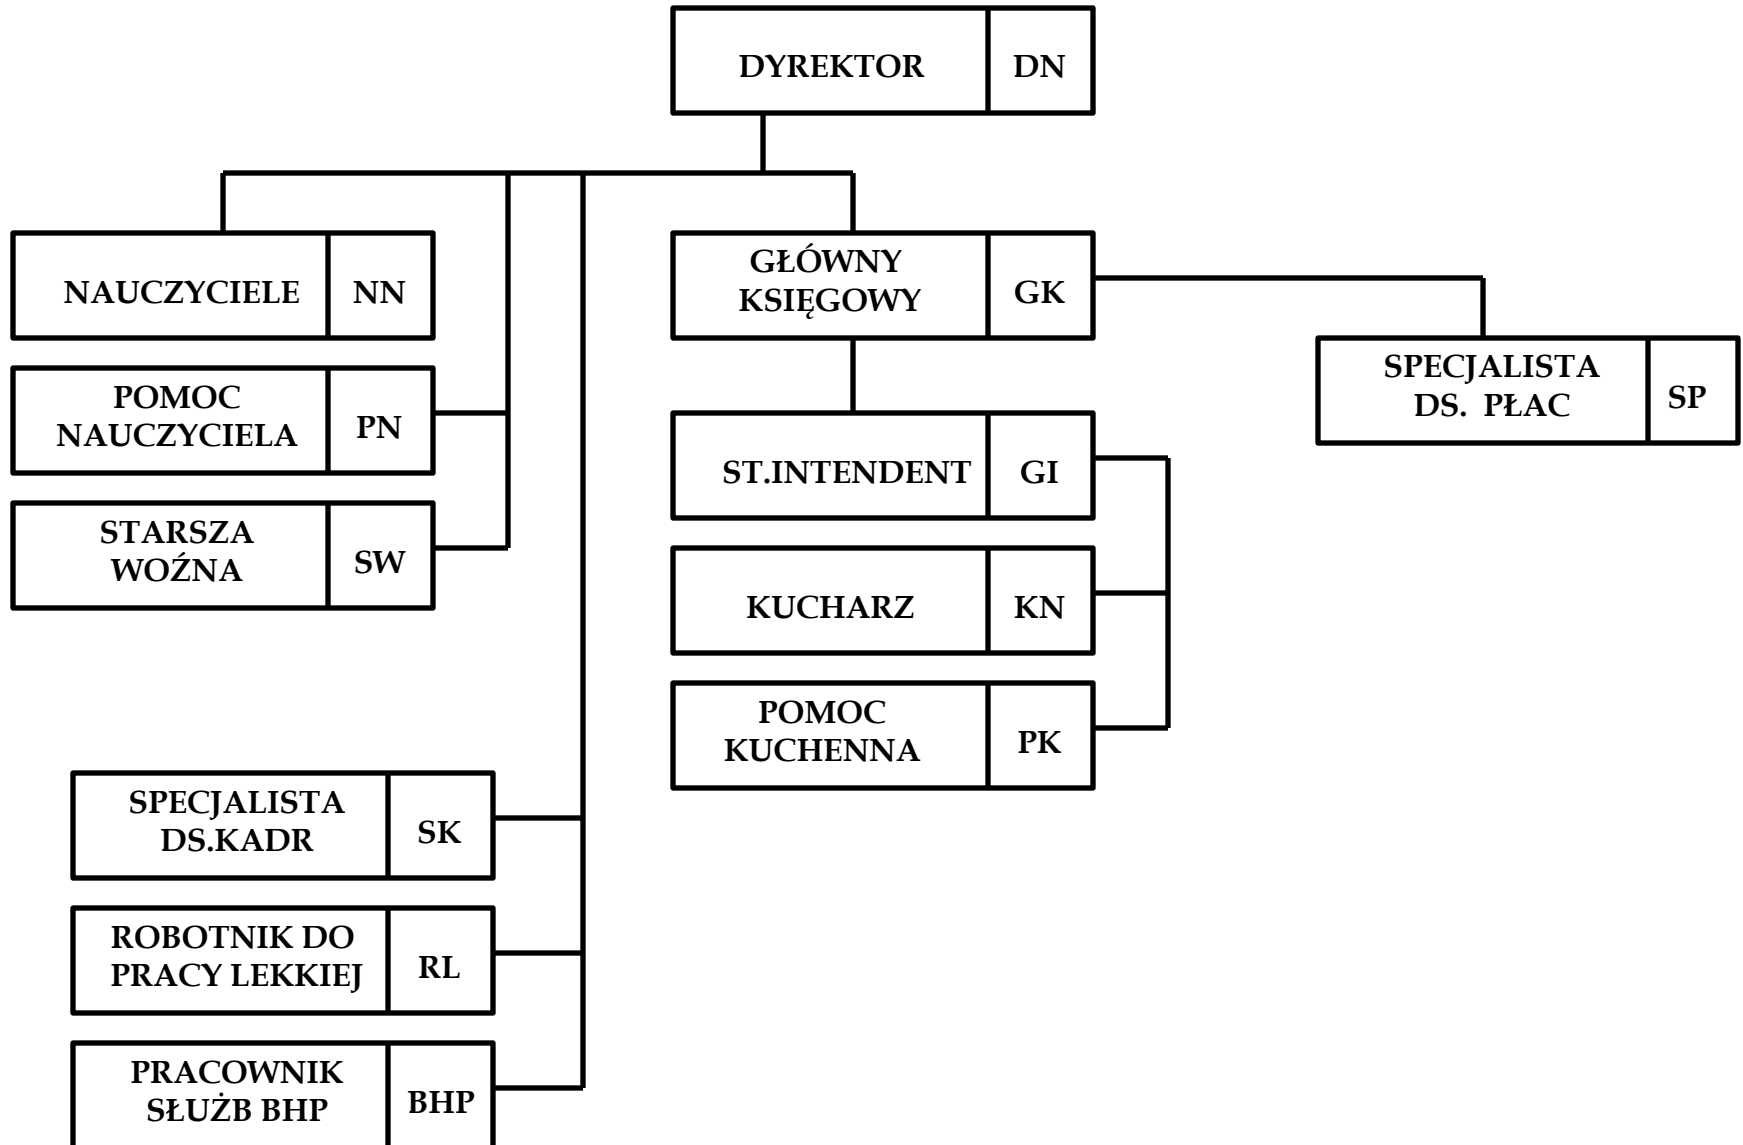 DYREKTOR
DN
NAUCZYCIELE
NN
GŁÓWNY
KSIĘGOWY
GK
SPECJALISTA
DS. PŁAC
SP
POMOC
NAUCZYCIELA
PN
ST.INTENDENT
GI
STARSZA
WOŹNA
SW
KUCHARZ
KN
POMOC
KUCHENNA
PK
SPECJALISTA
DS.KADR
SK
ROBOTNIK DO
PRACY LEKKIEJ
RL
PRACOWNIK
SŁUŻB BHP
BHP